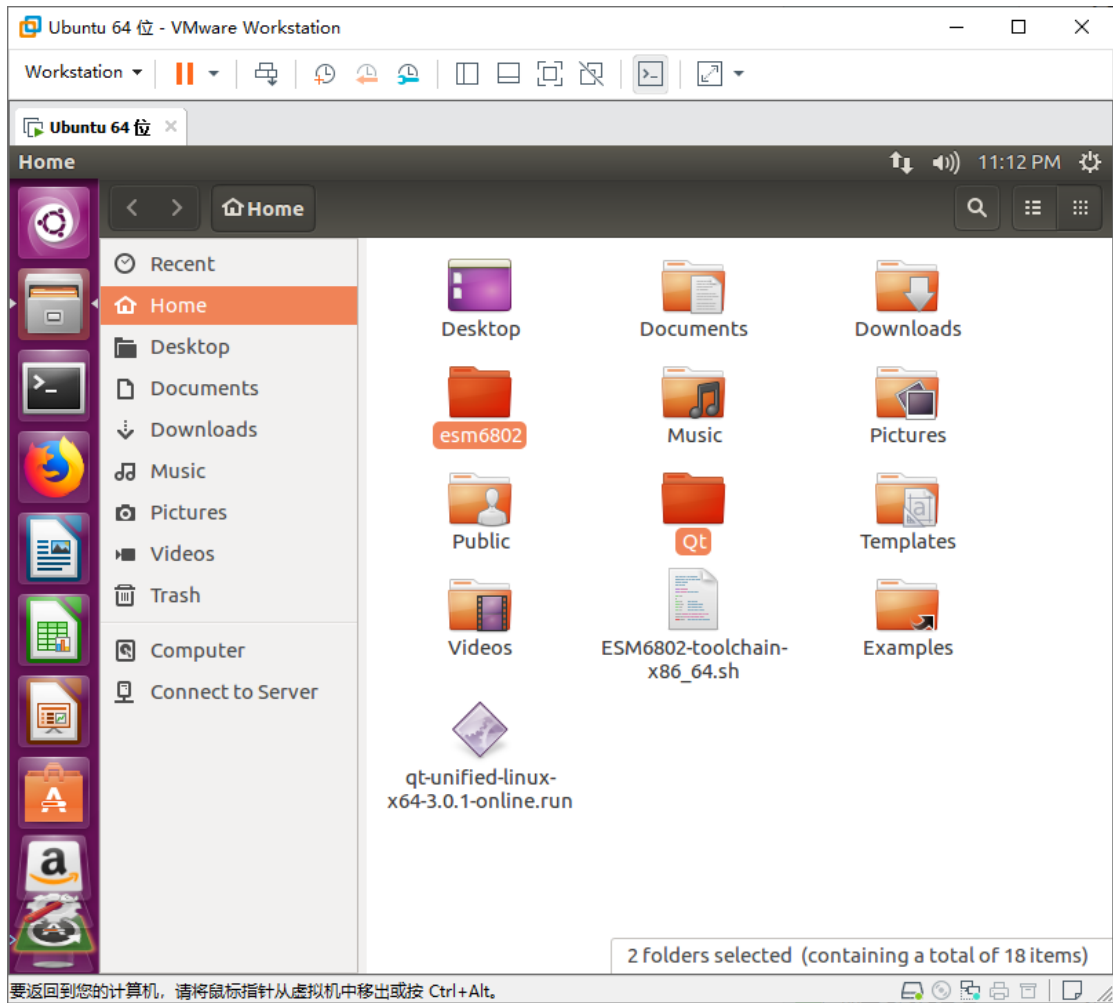 Ubuntu 64 位 - VMware Workstation
Workstation
Ubuntu 64 位
Home
11:12 PM
Home
Recent
Home
Desktop
Documents
Downloads
Music
Pictures
Videos
Trash
Computer
Connect to Server
Desktop
Documents
Downloads
esm6802
Music
Pictures
Public
Qt
Templates
Videos
ESM6802-toolchain-
x86_64.sh
Examples
qt-unified-linux-
x64-3.0.1-online.run
2 folders selected (containing a total of 18 items)
要返回到您的计算机，请将鼠标指针从虚拟机中移出或按 Ctrl+Alt。